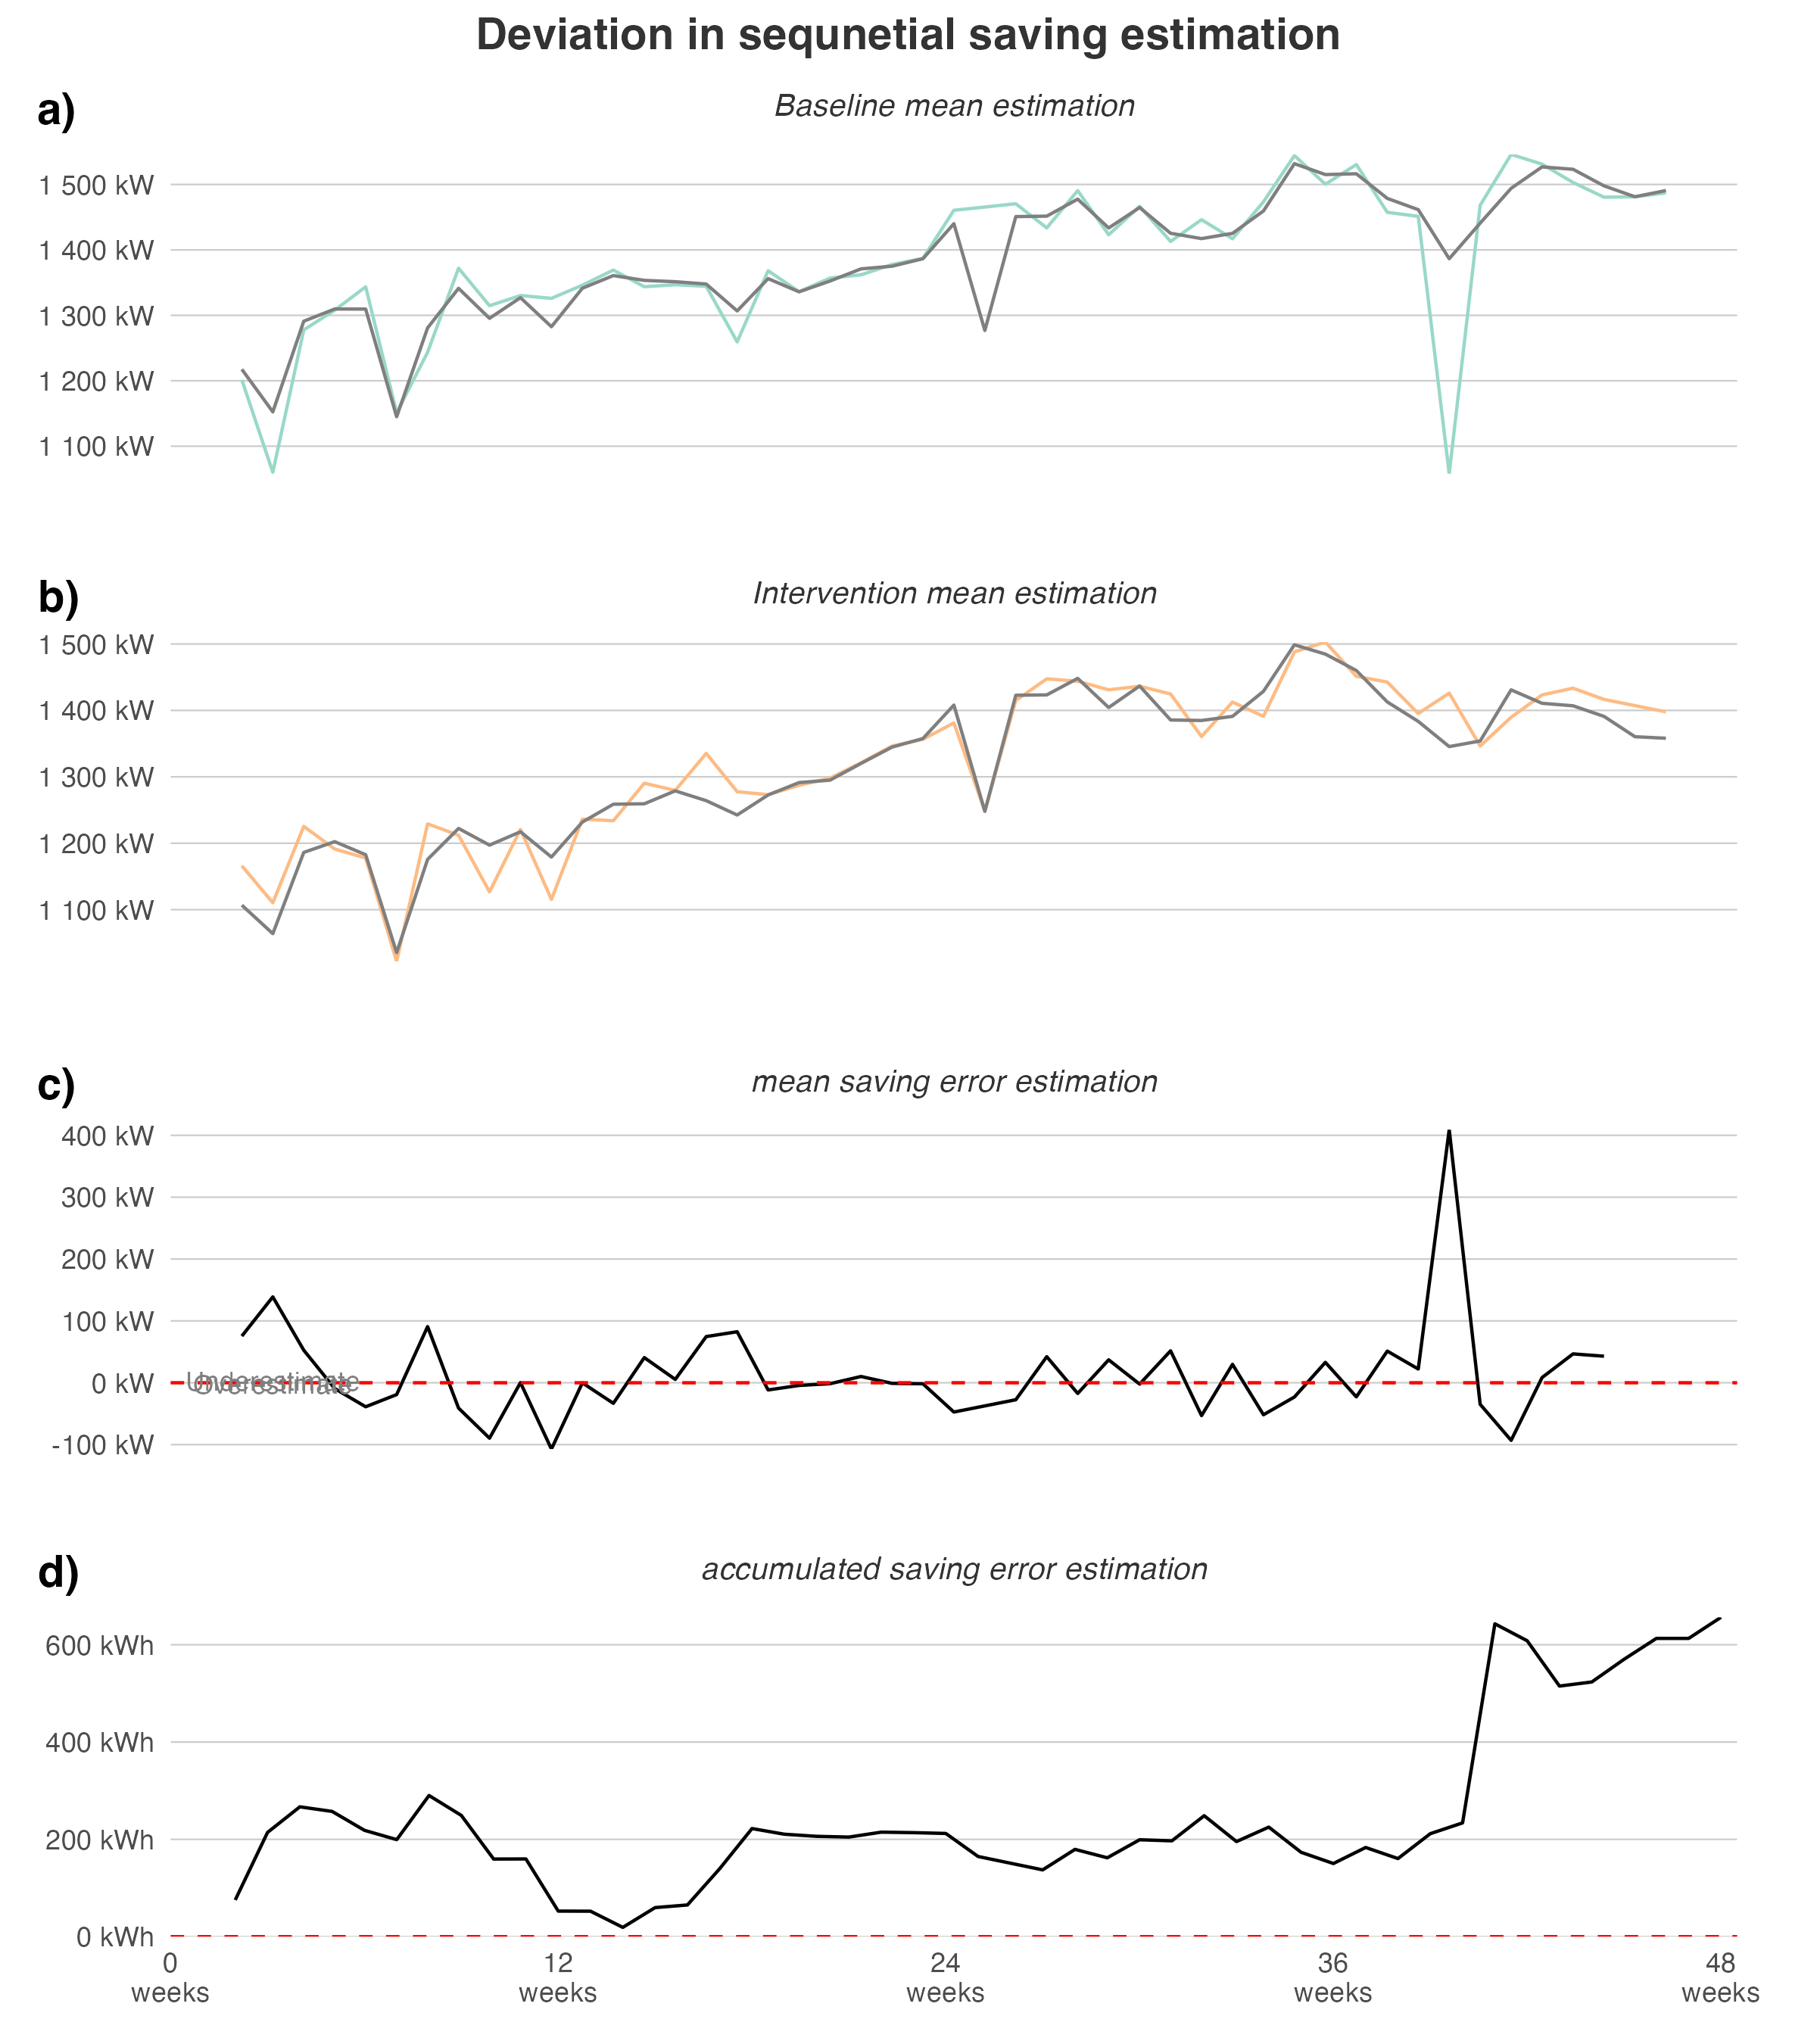 Deviation in sequnetial saving estimation
a)
Baseline mean estimation
1 500 kW
1 400 kW
1 300 kW
1 200 kW
1 100 kW
b)
Intervention mean estimation
1 500 kW
1 400 kW
1 300 kW
1 200 kW
1 100 kW
c)
mean saving error estimation
400 kW
300 kW
200 kW
100 kW
Underestimate
Overestimate
0 kW
-100 kW
d)
accumulated saving error estimation
600 kWh
400 kWh
200 kWh
0 kWh
0 12 24 36 48
weeks weeks weeks weeks weeks